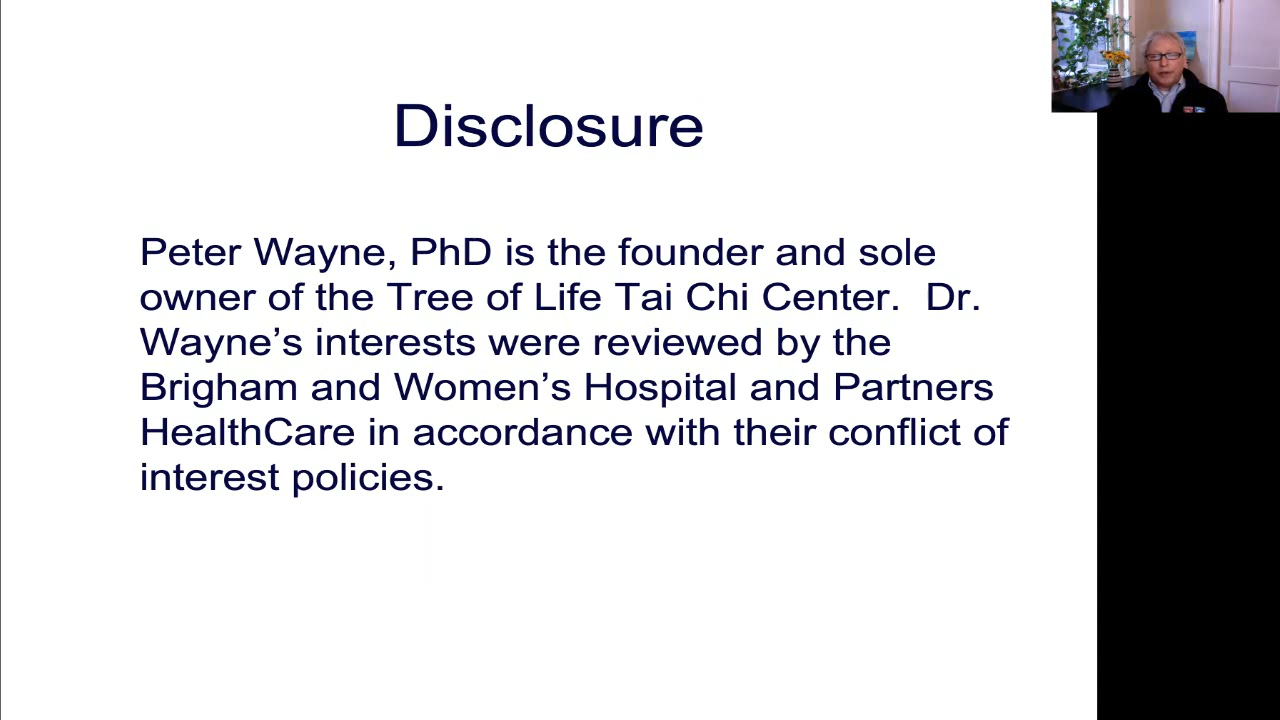 Disclosure
Peter Wayne, PhD is the founder and sole
owner of the Tree of Life Tai Chi Center.  Dr.
Wayne’s interests were reviewed by the
Brigham and Women’s Hospital and Partners
HealthCare in accordance with their conflict of
interest policies.